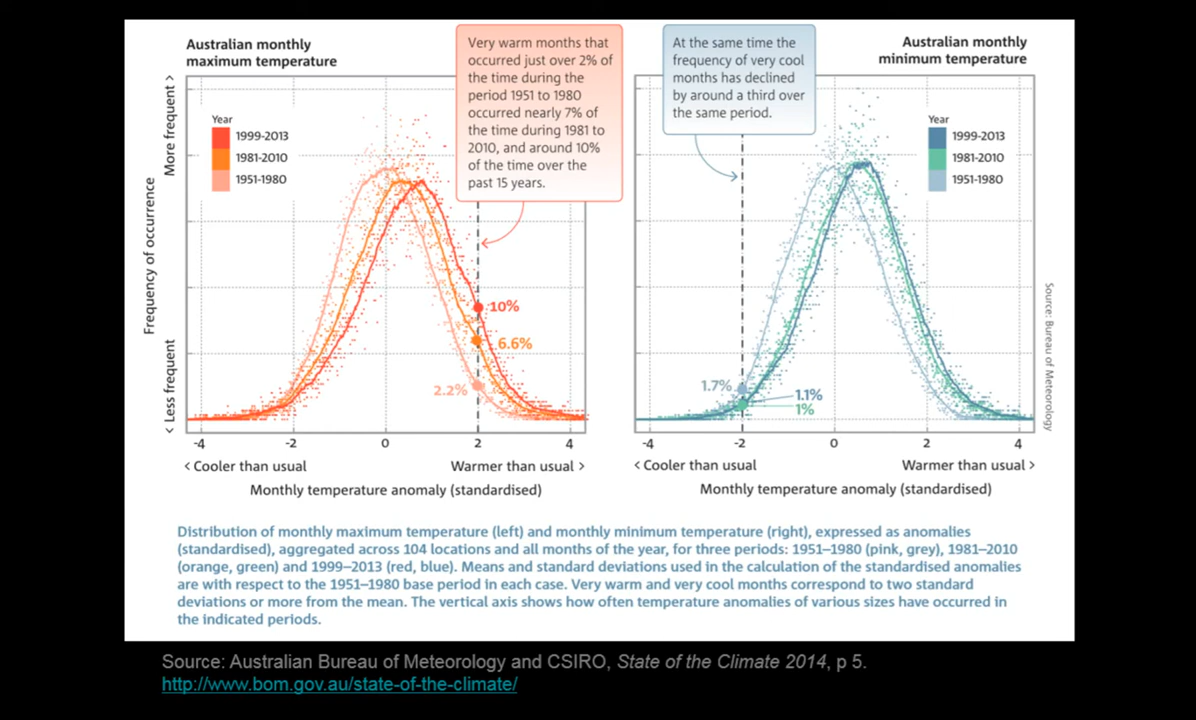 Australian monthly
maximum temperature
Very warm months that
occurred just over 2% of
the time during the
period 1951 to 1980
occurred nearly 7% of
the time during 1981 to
2010, and around 10%
of the time over the
past 15 years.
Year
1999-2013
1981-2010
1951-1980
< Less frequent
Frequency of occurrence
More frequent >
10%
6.6%
2.2%
-4 -2 0 2 4
< Cooler than usual Warmer than usual >
Monthly temperature anomaly (standardised)
At the same time the
frequency of very cool
months has declined
by around a third over
the same period.
Australian monthly
minimum temperature
Year
1999-2013
1981-2010
1951-1980
1.7%
1.1%
1%
-4 -2 0 2 4
< Cooler than usual Warmer than usual >
Monthly temperature anomaly (standardised)
Source: Bureau of Meteorology
Distribution of monthly maximum temperature (left) and monthly minimum temperature (right), expressed as anomalies
(standardised), aggregated across 104 locations and all months of the year, for three periods: 1951–1980 (pink, grey), 1981–2010
(orange, green) and 1999–2013 (red, blue). Means and standard deviations used in the calculation of the standardised anomalies
are with respect to the 1951–1980 base period in each case. Very warm and very cool months correspond to two standard
deviations or more from the mean. The vertical axis shows how often temperature anomalies of various sizes have occurred in
the indicated periods.
Source: Australian Bureau of Meteorology and CSIRO, State of the Climate 2014, p 5.
http://www.bom.gov.au/state-of-the-climate/